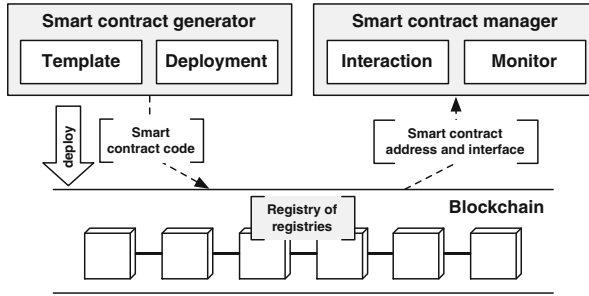 Smart contract generator
Template
Deployment
Smart contract manager
Interaction
Monitor
deploy
Smart
contract code
Smart contract
address and interface
Registry of
registries
Blockchain